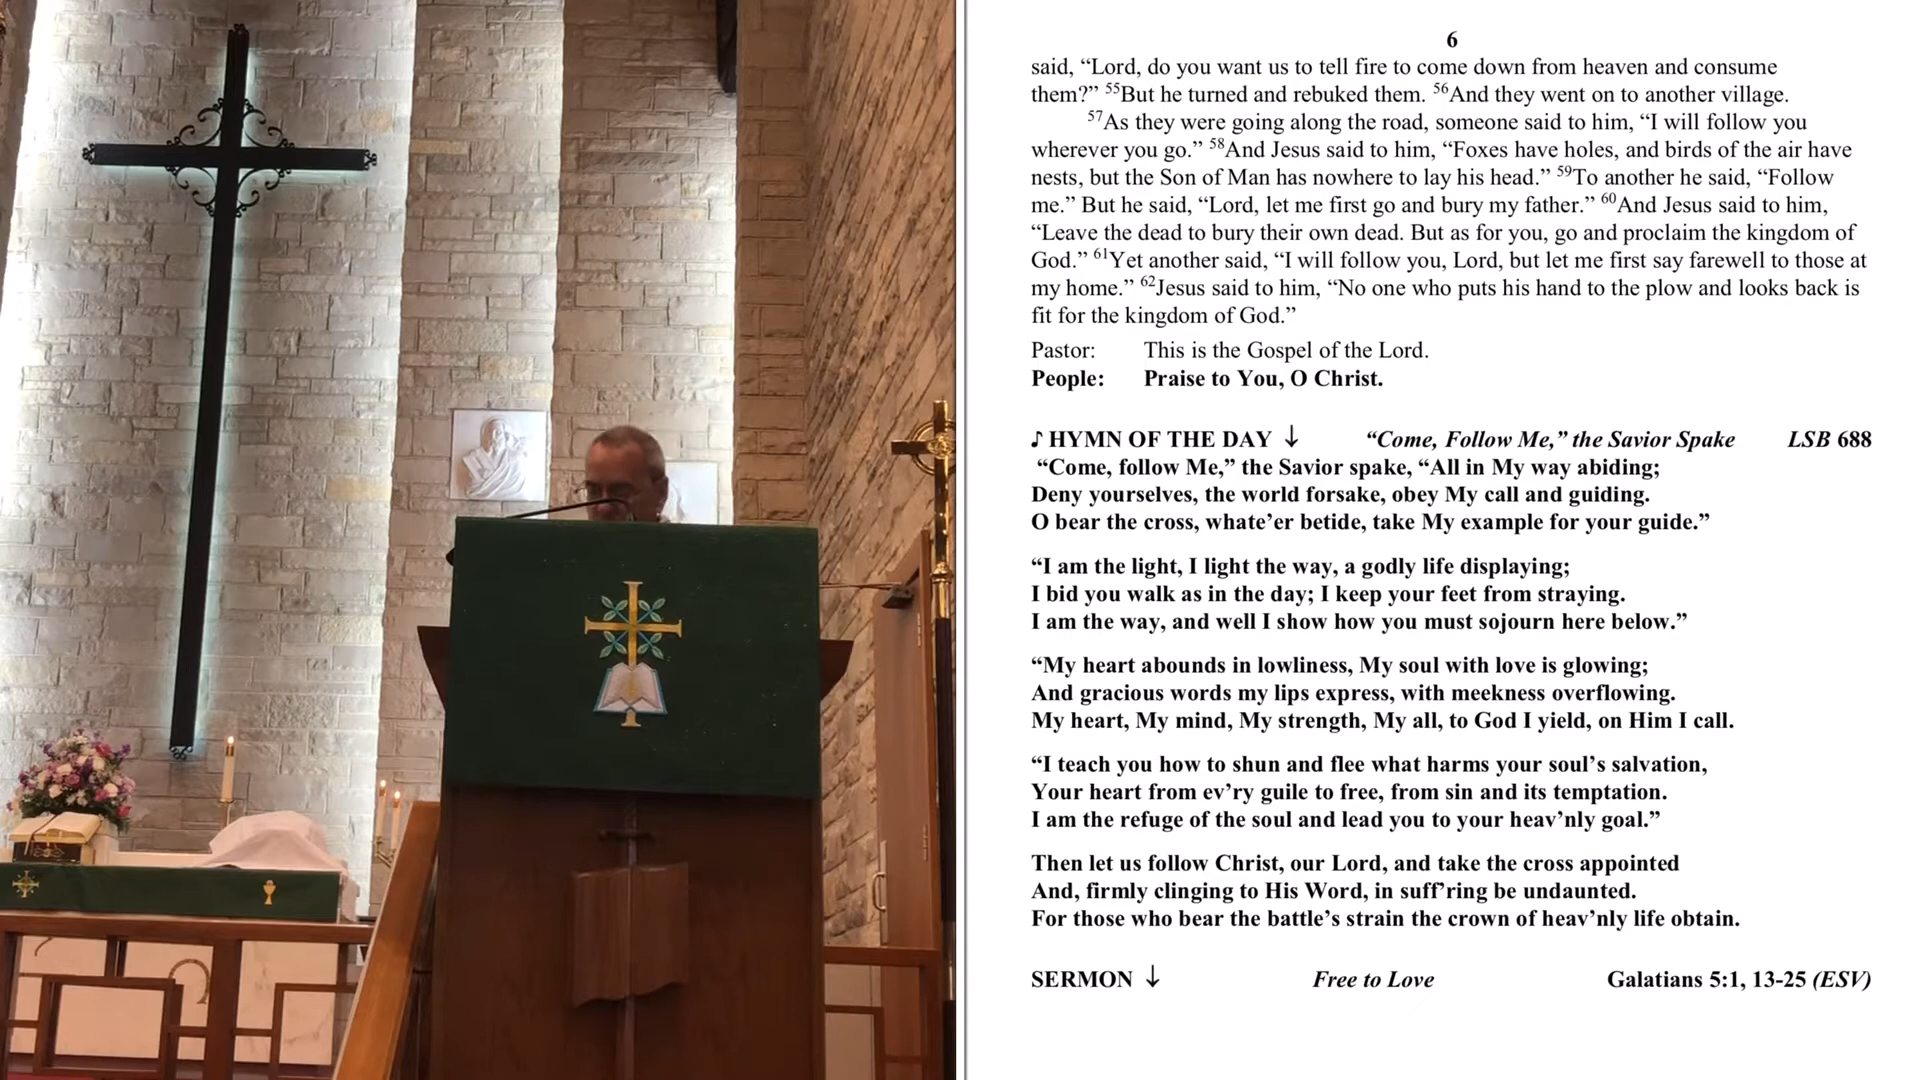 6
said, “Lord, do you want us to tell fire to come down from heaven and consume
them?” ⁵⁵But he turned and rebuked them. ⁵⁶And they went on to another village.
⁵⁷As they were going along the road, someone said to him, “I will follow you
wherever you go.” ⁵⁸And Jesus said to him, “Foxes have holes, and birds of the air have
nests, but the Son of Man has nowhere to lay his head.” ⁵⁹To another he said, “Follow
me.” But he said, “Lord, let me first go and bury my father.” ⁶⁰And Jesus said to him,
“Leave the dead to bury their own dead. But as for you, go and proclaim the kingdom of
God.” ⁶¹Yet another said, “I will follow you, Lord, but let me first say farewell to those at
my home.” ⁶²Jesus said to him, “No one who puts his hand to the plow and looks back is
fit for the kingdom of God.”
Pastor: This is the Gospel of the Lord.
People: Praise to You, O Christ.
♪ HYMN OF THE DAY ↓ “Come, Follow Me,” the Savior Spake LSB 688
“Come, follow Me,” the Savior spake, “All in My way abiding;
Deny yourselves, the world forsake, obey My call and guiding.
O bear the cross, whate’er betide, take My example for your guide.”
“I am the light, I light the way, a godly life displaying;
I bid you walk as in the day; I keep your feet from straying.
I am the way, and well I show how you must sojourn here below.”
“My heart abounds in lowliness, My soul with love is glowing;
And gracious words my lips express, with meekness overflowing.
My heart, My mind, My strength, My all, to God I yield, on Him I call.
“I teach you how to shun and flee what harms your soul’s salvation,
Your heart from ev’ry guile to free, from sin and its temptation.
I am the refuge of the soul and lead you to your heav’nly goal.”
Then let us follow Christ, our Lord, and take the cross appointed
And, firmly clinging to His Word, in suff’ring be undaunted.
For those who bear the battle’s strain the crown of heav’nly life obtain.
SERMON ↓ Free to Love Galatians 5:1, 13-25 (ESV)